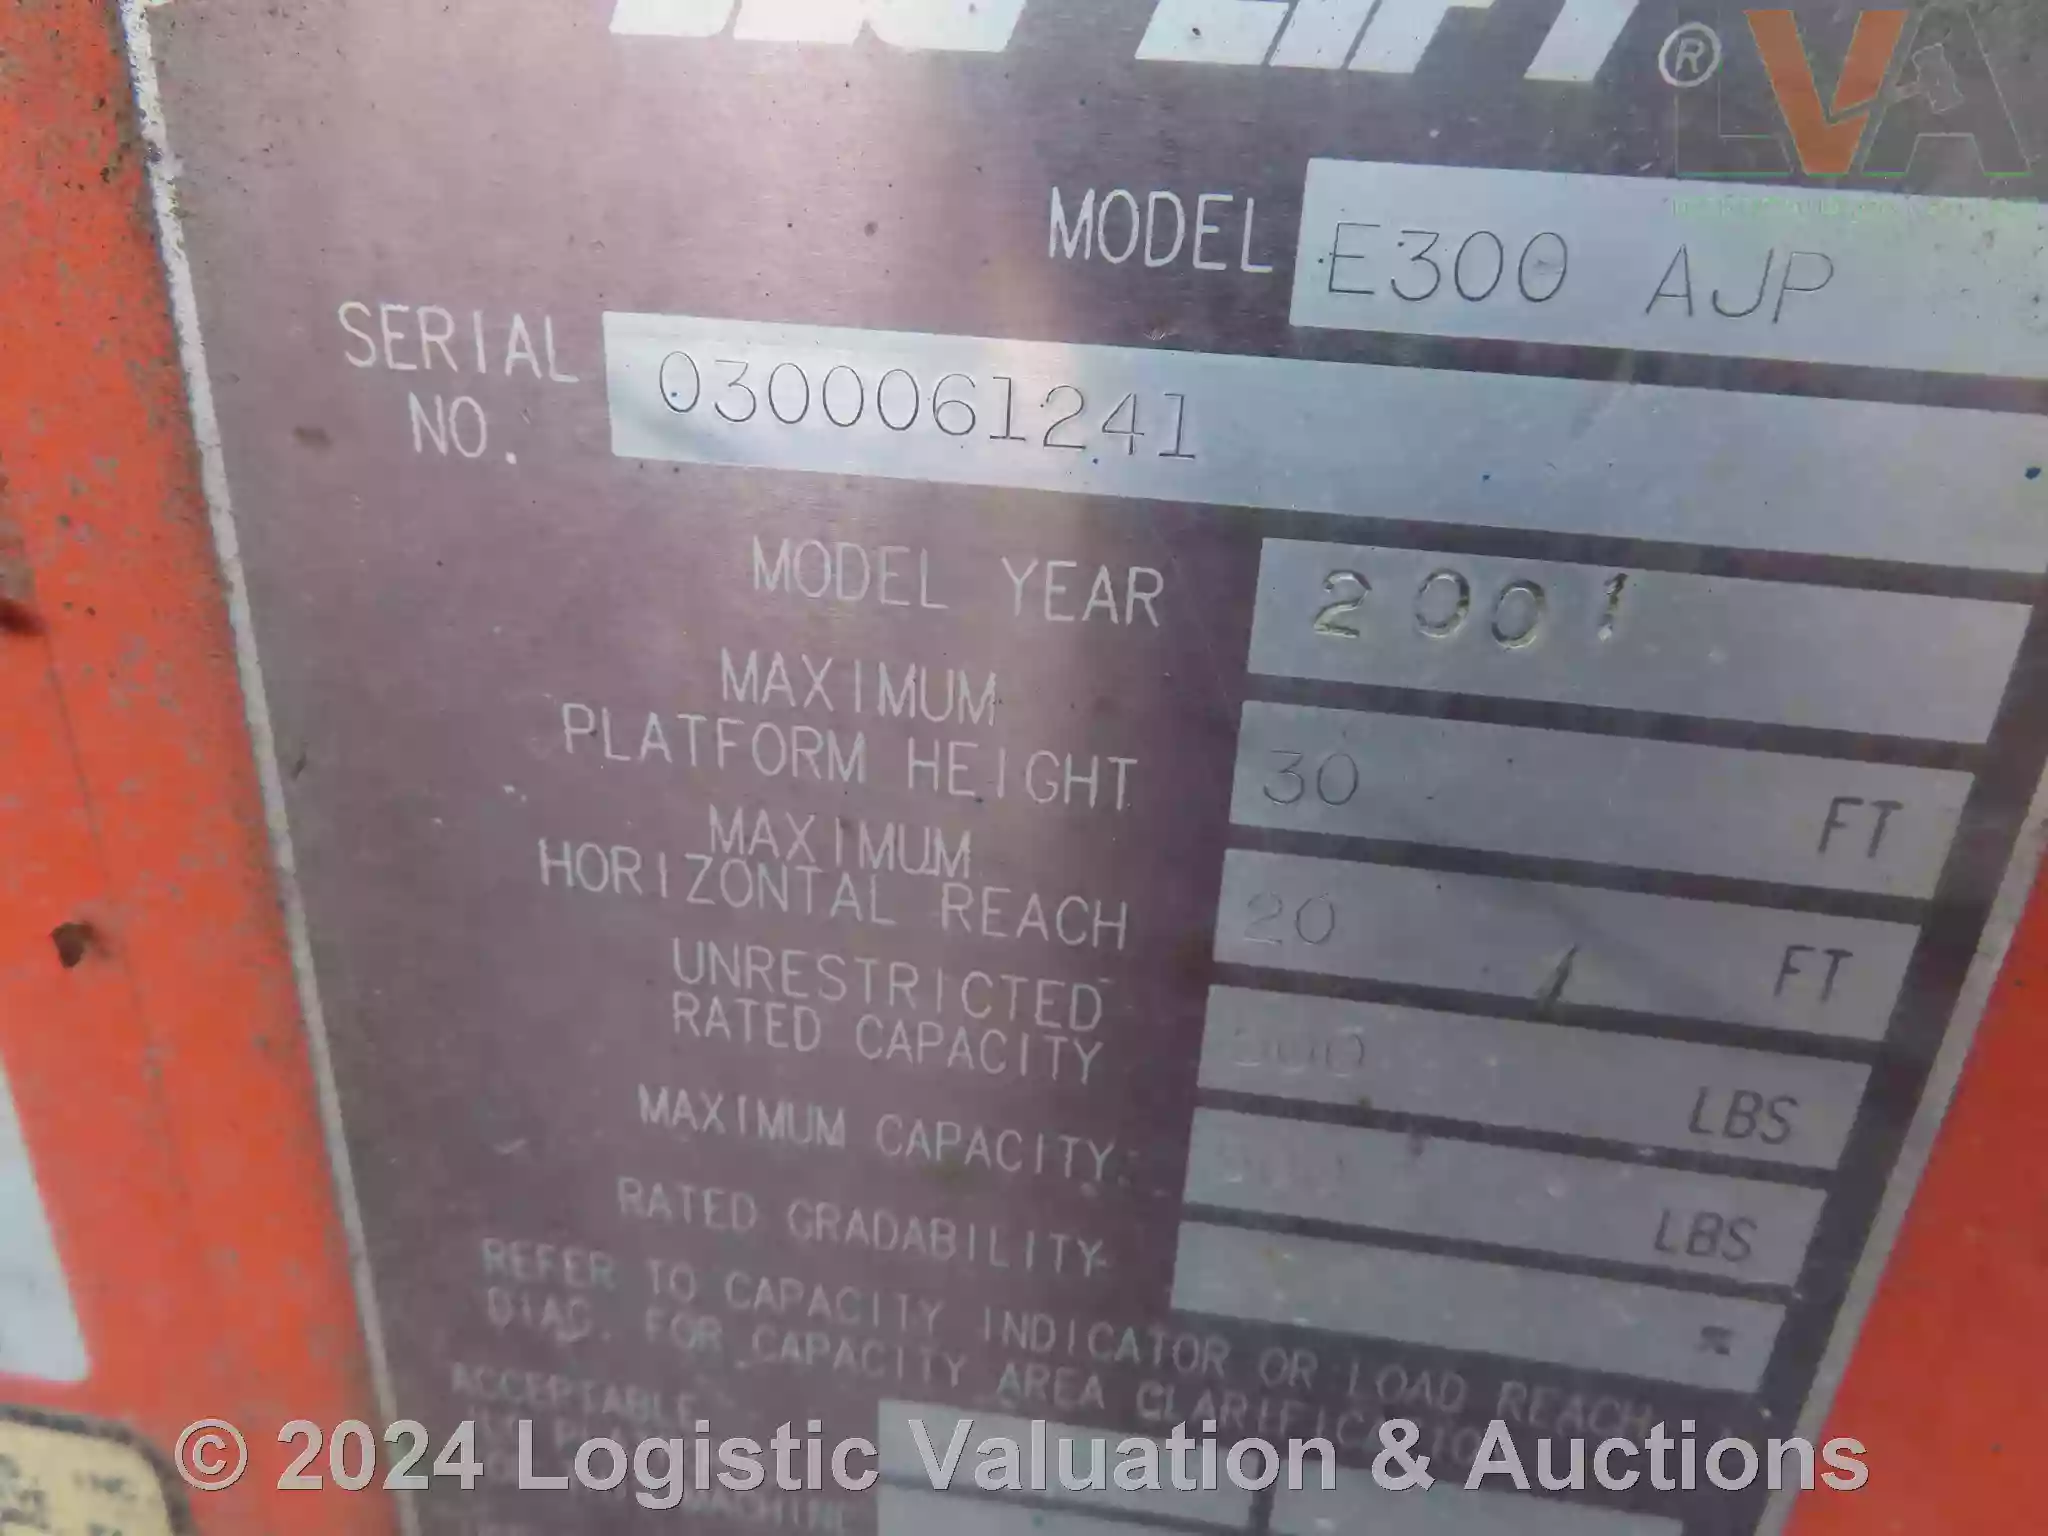 LIFT ®
LVA
MODEL E300 AJP
SERIAL NO. 0300061241
MODEL YEAR 2001
MAXIMUM
PLATFORM HEIGHT 30 FT
MAXIMUM
HORIZONTAL REACH 20 FT
UNRESTRICTED
RATED CAPACITY LBS
MAXIMUM CAPACITY LBS
RATED GRADABILITY %
REFER TO CAPACITY INDICATOR OR LOAD REACH
DIAG. FOR CAPACITY AREA CLARIFICATION
ACCEPTABLE
© 2024 Logistic Valuation & Auctions